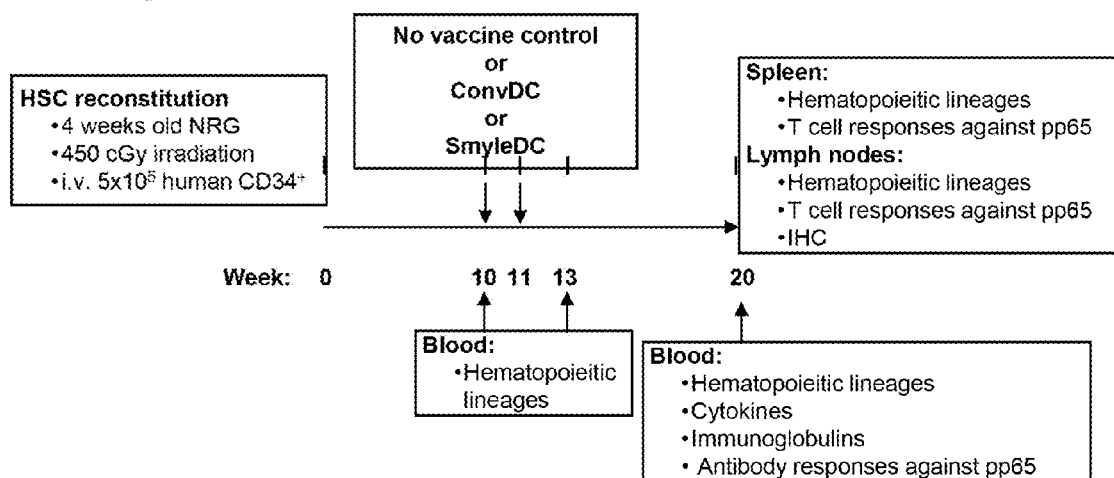 No vaccine control
or
ConvDC
or
SmyleDC
HSC reconstitution
•4 weeks old NRG
•450 cGy irradiation
•i.v. 5x10⁵ human CD34⁺
Spleen:
•Hematopoieitic lineages
•T cell responses against pp65
Lymph nodes:
•Hematopoieitic lineages
•T cell responses against pp65
•IHC
Week: 0 10 11 13 20
Blood:
•Hematopoieitic
lineages
Blood:
•Hematopoieitic lineages
•Cytokines
•Immunoglobulins
• Antibody responses against pp65